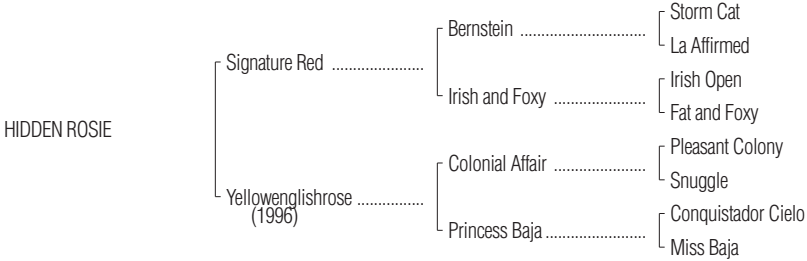 Storm Cat
Bernstein ..............................
La Affirmed
Signature Red ......................
Irish Open
Irish and Foxy ......................
Fat and Foxy
HIDDEN ROSIE
Pleasant Colony
Colonial Affair ......................
Snuggle
Yellowenglishrose ................
(1996)
Conquistador Cielo
Princess Baja ........................
Miss Baja